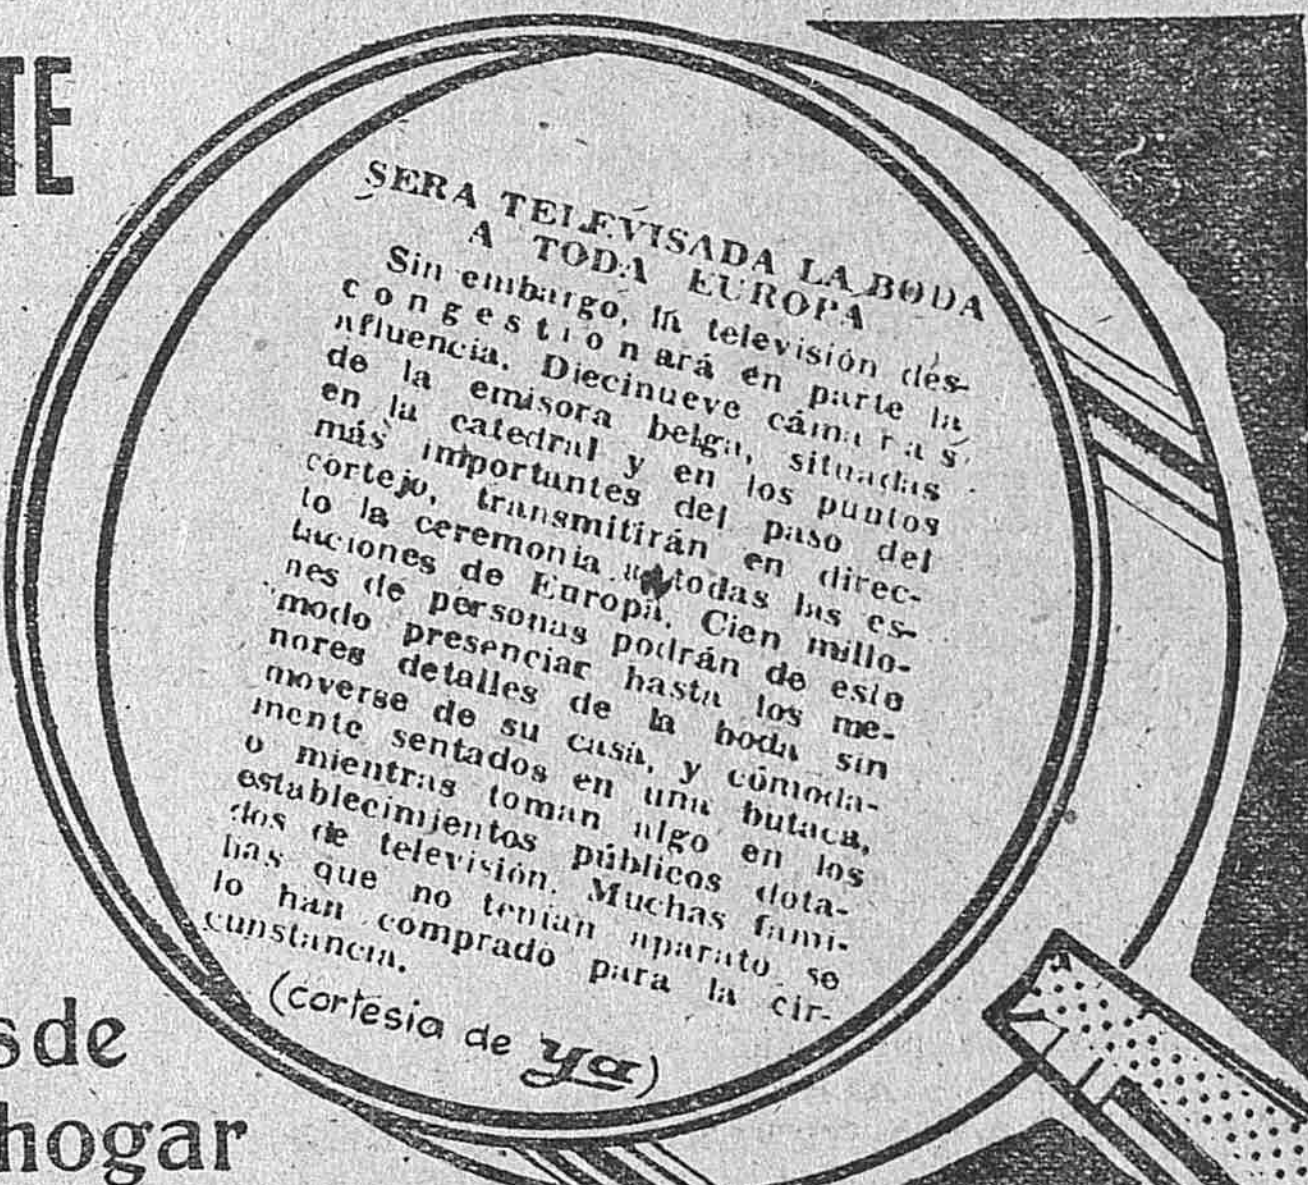 TE
SERA TELEVISADA LA BODA
A TODA EUROPA
Sin embargo, la televisión des-
congestionará en parte la
afluencia. Diecinueve cámaras
de la emisora belga, situadas
en la catedral y en los puntos
más importantes del paso del
cortejo, transmitirán en direc-
to la ceremonia a todas las es-
taciones de Europa. Cien millo-
nes de personas podrán de este
modo presenciar hasta los me-
nores detalles de la boda sin
moverse de su casa, y cómoda-
mente sentados en una butaca,
o mientras toman algo en los
establecimientos públicos dota-
dos de televisión. Muchas fami-
lias que no tenían aparato se
lo han comprado para la cir-
cunstancia.
(cortesia de ya)
sde
hogar